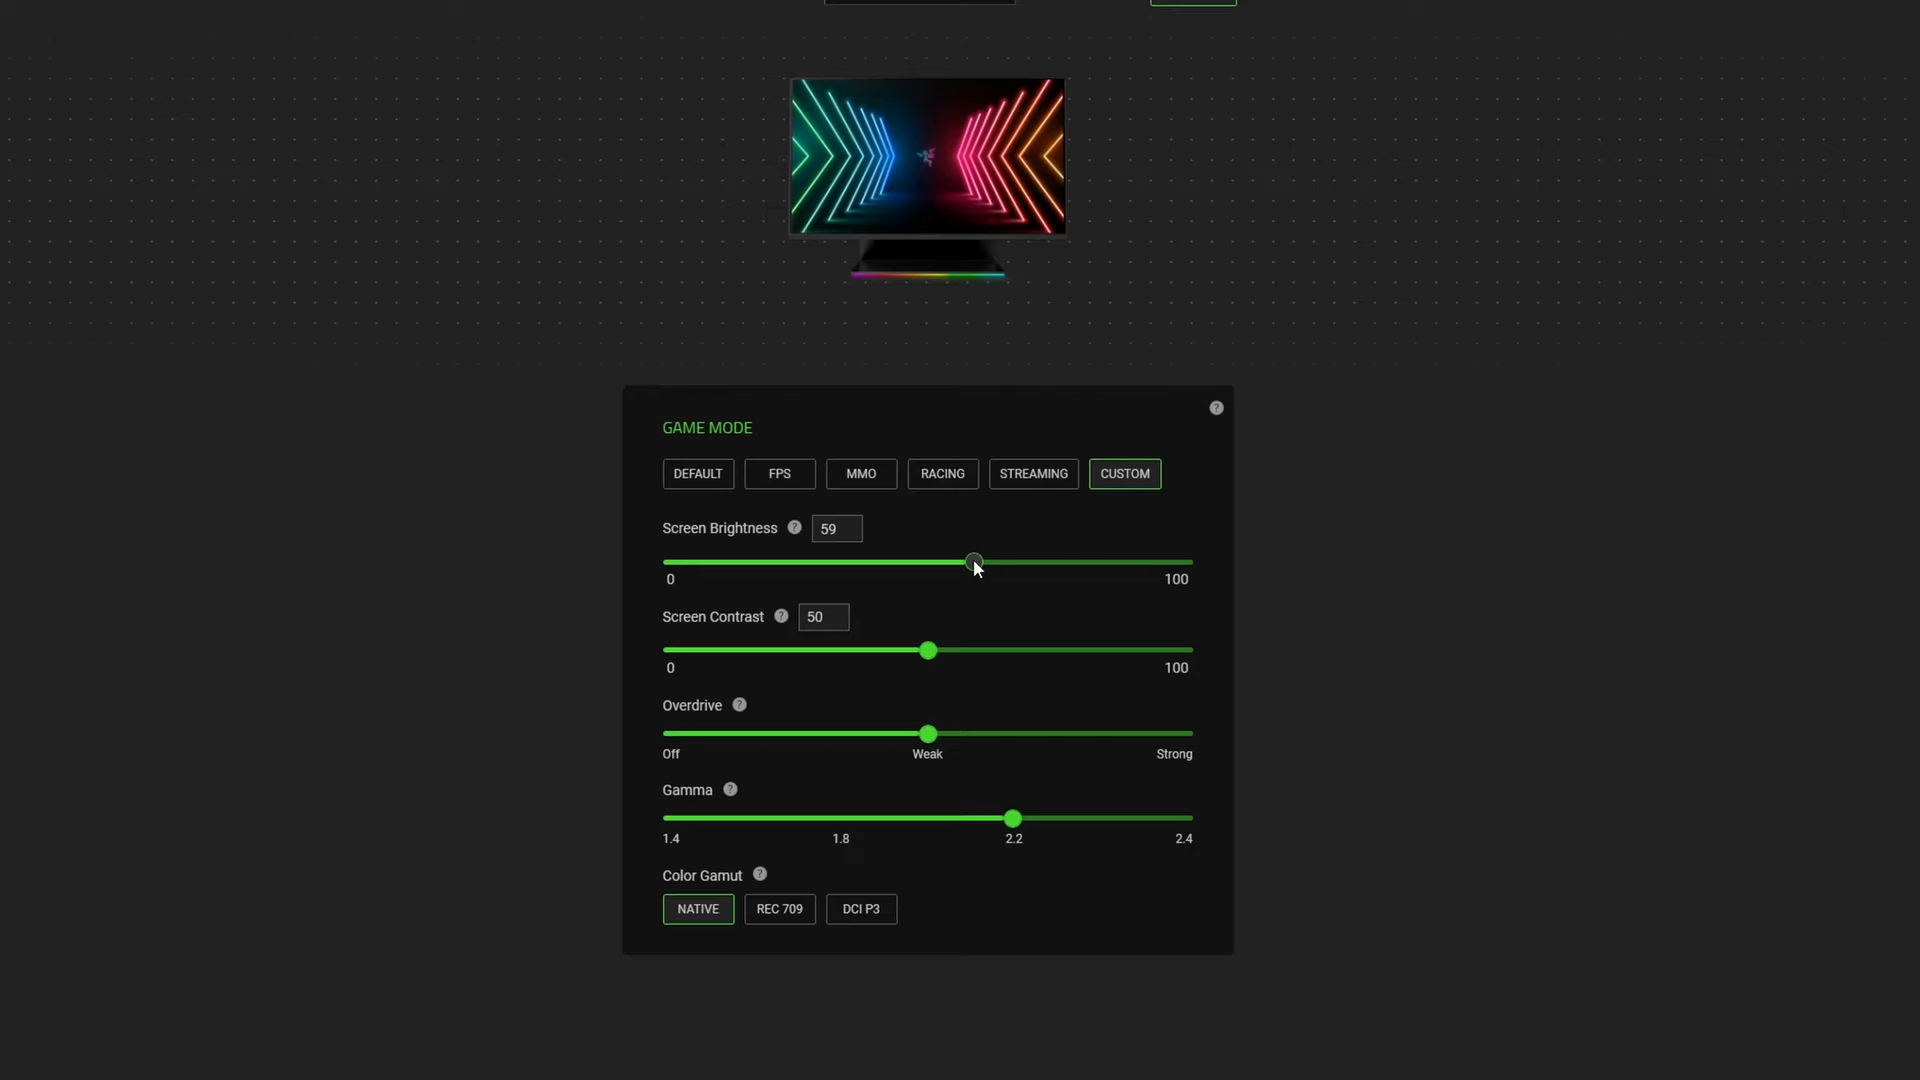 GAME MODE
DEFAULT FPS MMO RACING STREAMING CUSTOM
Screen Brightness ? 59
0 100
Screen Contrast ? 50
0 100
Overdrive ?
Off Weak Strong
Gamma ?
1.4 1.8 2.2 2.4
Color Gamut ?
NATIVE REC 709 DCI P3